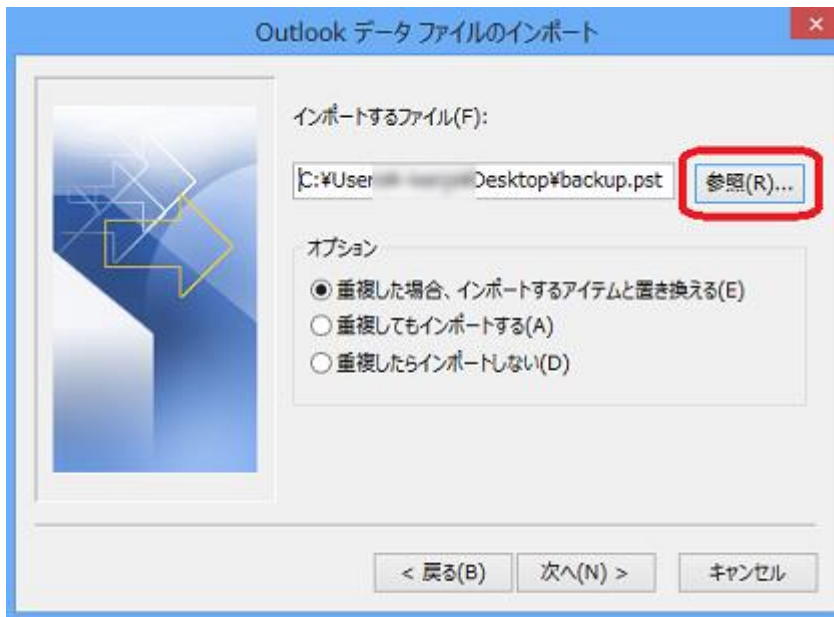 Outlook データ ファイルのインポート
インポートするファイル(F):
C:¥User Desktop¥backup.pst 参照(R)...
オプション
重複した場合、インポートするアイテムと置き換える(E)
重複してもインポートする(A)
重複したらインポートしない(D)
< 戻る(B) 次へ(N) > キャンセル